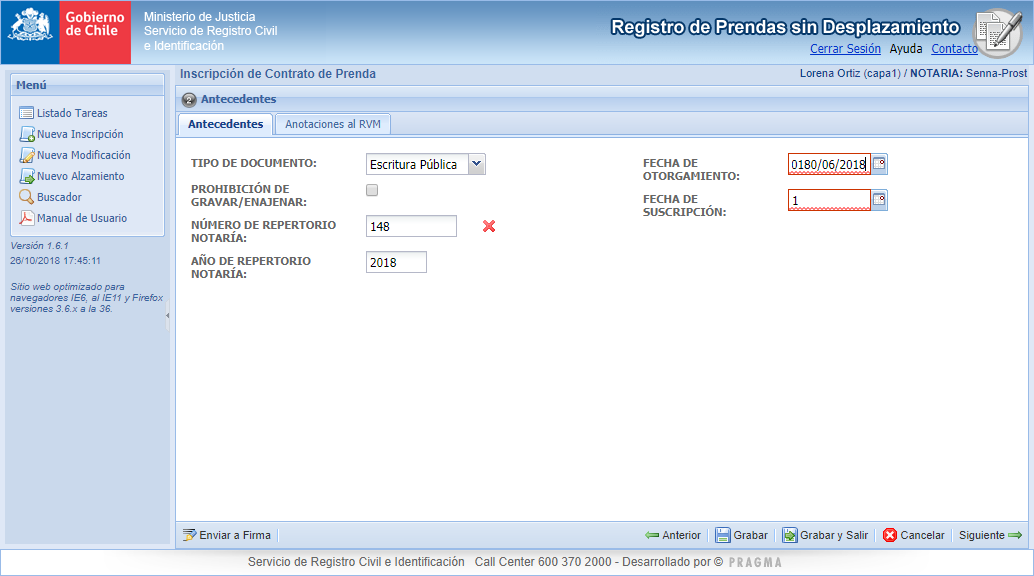 Gobierno
de Chile
Ministerio de Justicia
Servicio de Registro Civil
e Identificación
Registro de Prendas sin Desplazamiento
Cerrar Sesión Ayuda Contacto
Menú
Listado Tareas
Nueva Inscripción
Nueva Modificación
Nuevo Alzamiento
Buscador
Manual de Usuario
Versión 1.6.1
26/10/2018 17:45:11
Sitio web optimizado para
navegadores IE6, al IE11 y Firefox
versiones 3.6.x a la 36.
Inscripción de Contrato de Prenda
Lorena Ortiz (capa1) / NOTARIA: Senna-Prost
2 Antecedentes
Antecedentes Anotaciones al RVM
TIPO DE DOCUMENTO: Escritura Pública
PROHIBICIÓN DE
GRAVAR/ENAJENAR:
NÚMERO DE REPERTORIO
NOTARÍA: 148
AÑO DE REPERTORIO
NOTARÍA: 2018
FECHA DE
OTORGAMIENTO: 0180/06/2018
FECHA DE
SUSCRIPCIÓN: 1
Enviar a Firma Anterior Grabar Grabar y Salir Cancelar Siguiente
Servicio de Registro Civil e Identificación Call Center 600 370 2000 - Desarrollado por © PRAGMA